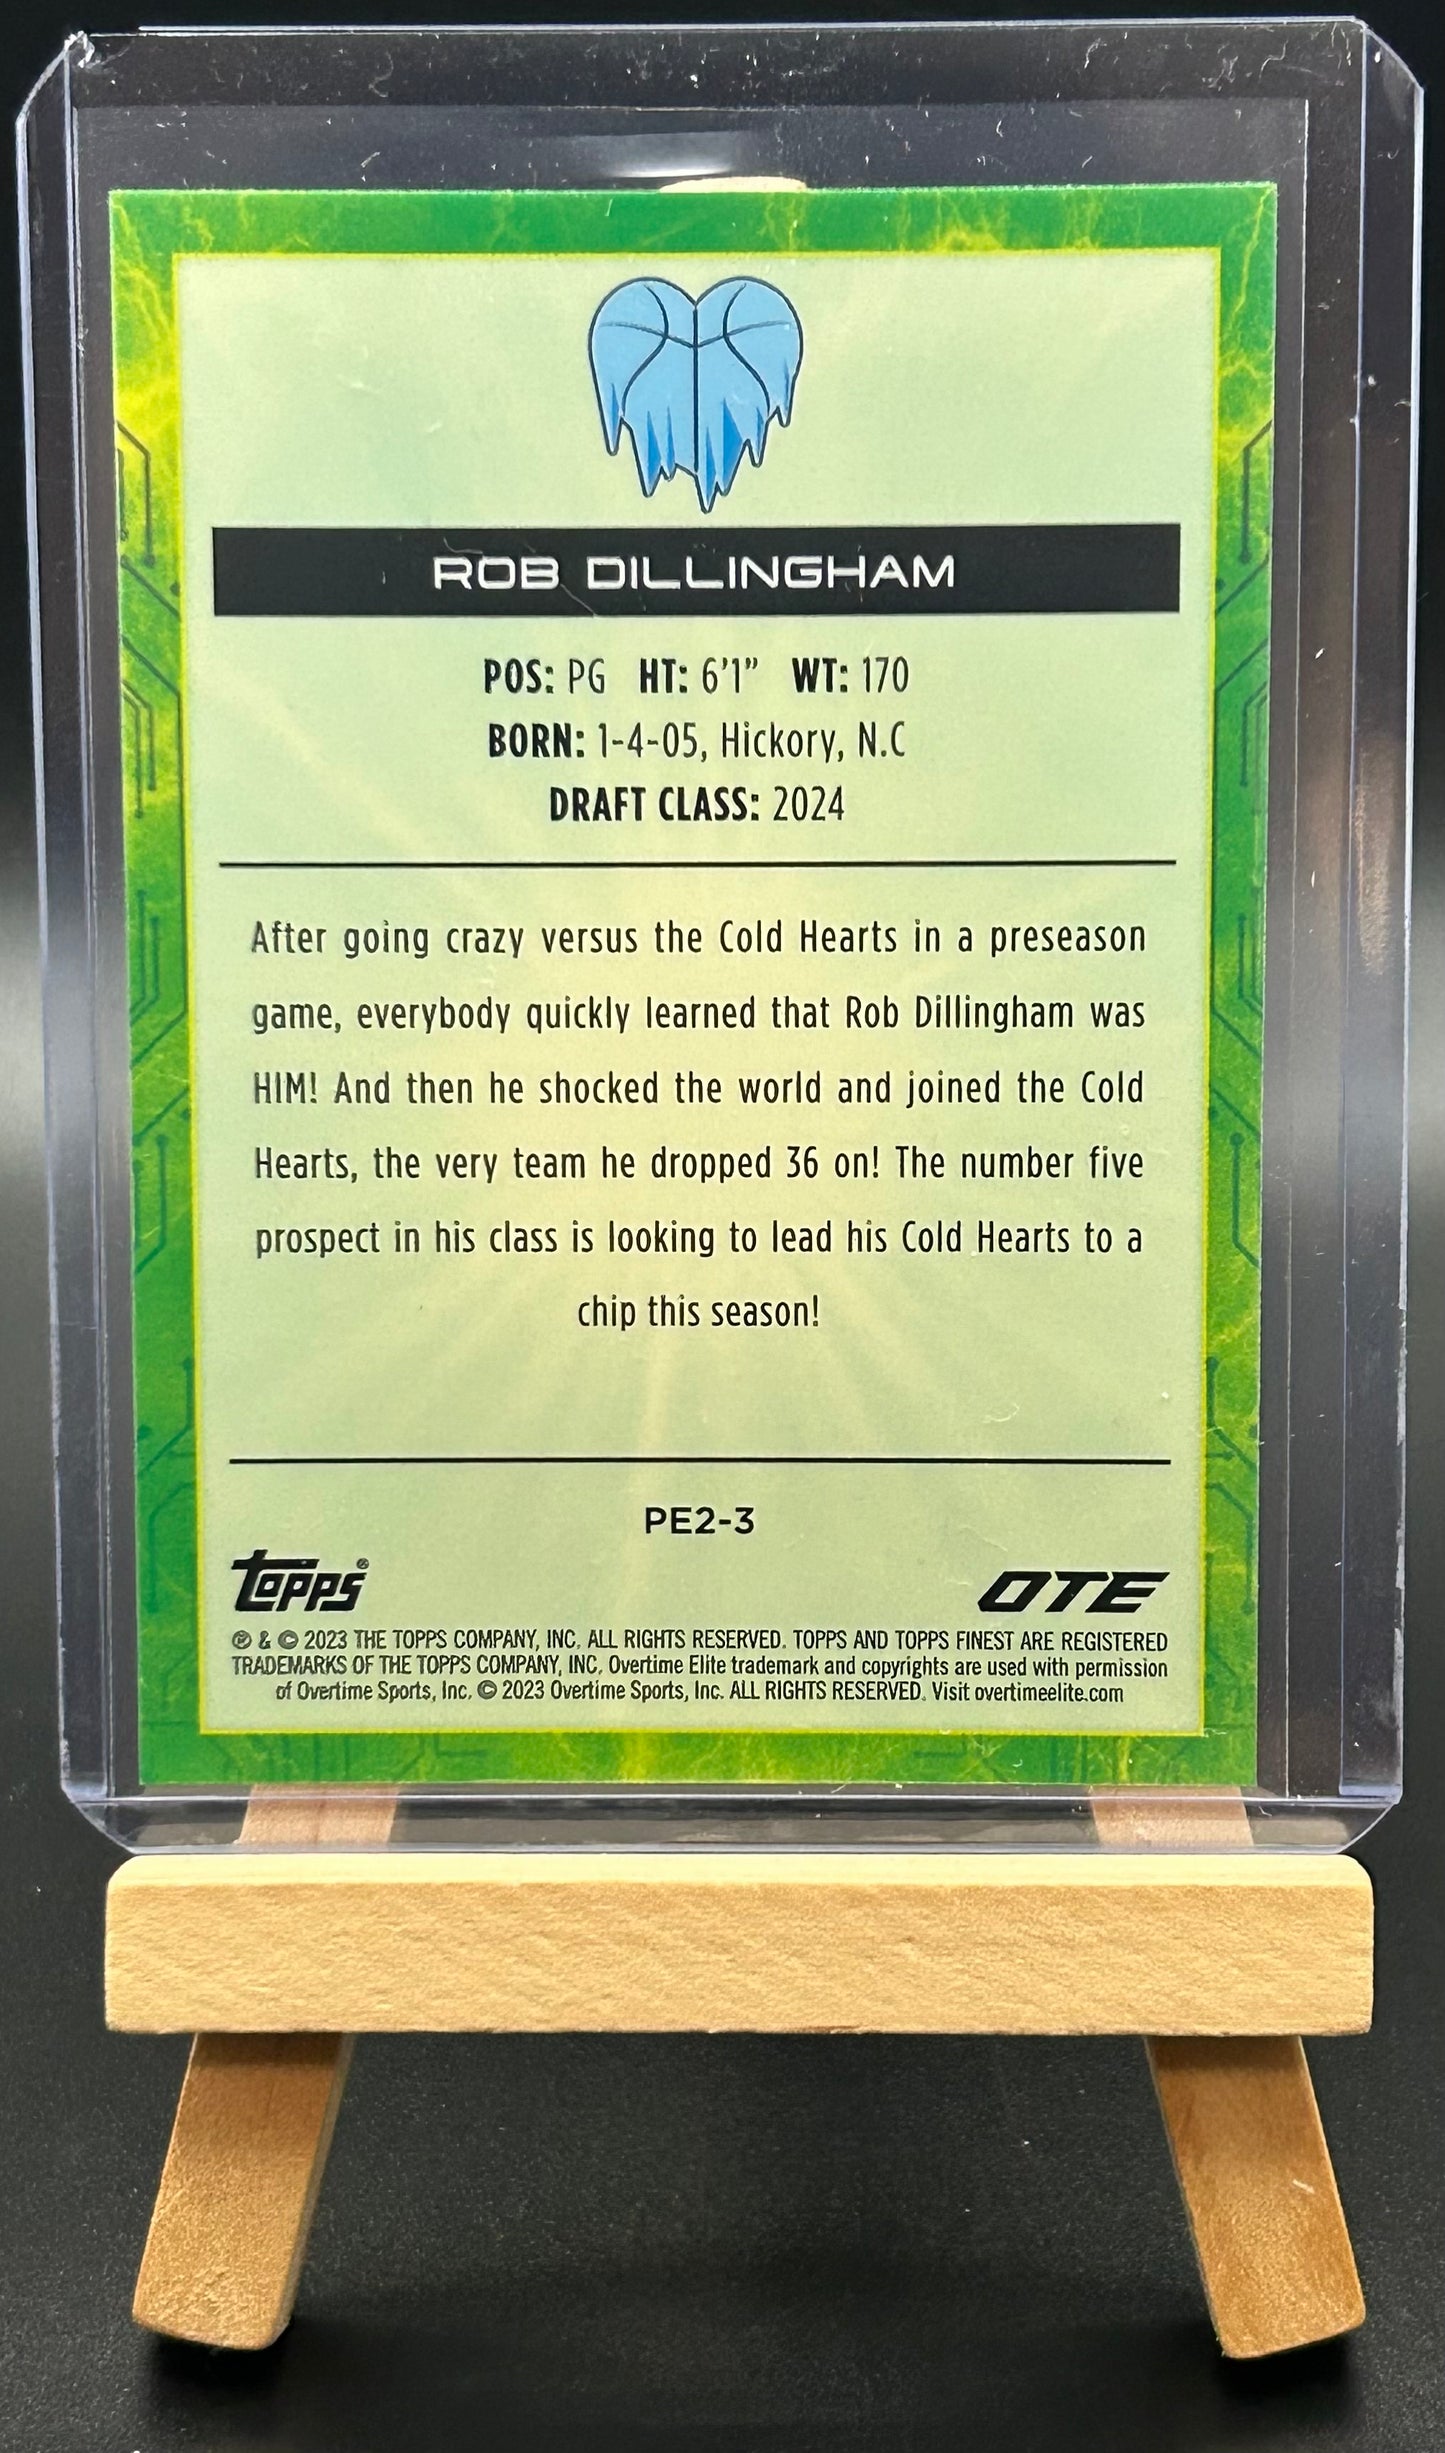 ROB DILLINGHAM
POS: PG HT: 6'1" WT: 170
BORN: 1-4-05, Hickory, N.C
DRAFT CLASS: 2024
After going crazy versus the Cold Hearts in a preseason
game, everybody quickly learned that Rob Dillingham was
HIM! And then he shocked the world and joined the Cold
Hearts, the very team he dropped 36 on! The number five
prospect in his class is looking to lead his Cold Hearts to a
chip this season!
PE2-3
Topps® OTE
℗ & © 2023 THE TOPPS COMPANY, INC. ALL RIGHTS RESERVED. TOPPS AND TOPPS FINEST ARE REGISTERED
TRADEMARKS OF THE TOPPS COMPANY, INC. Overtime Elite trademark and copyrights are used with permission
of Overtime Sports, Inc. © 2023 Overtime Sports, Inc. ALL RIGHTS RESERVED. Visit overtimeelite.com